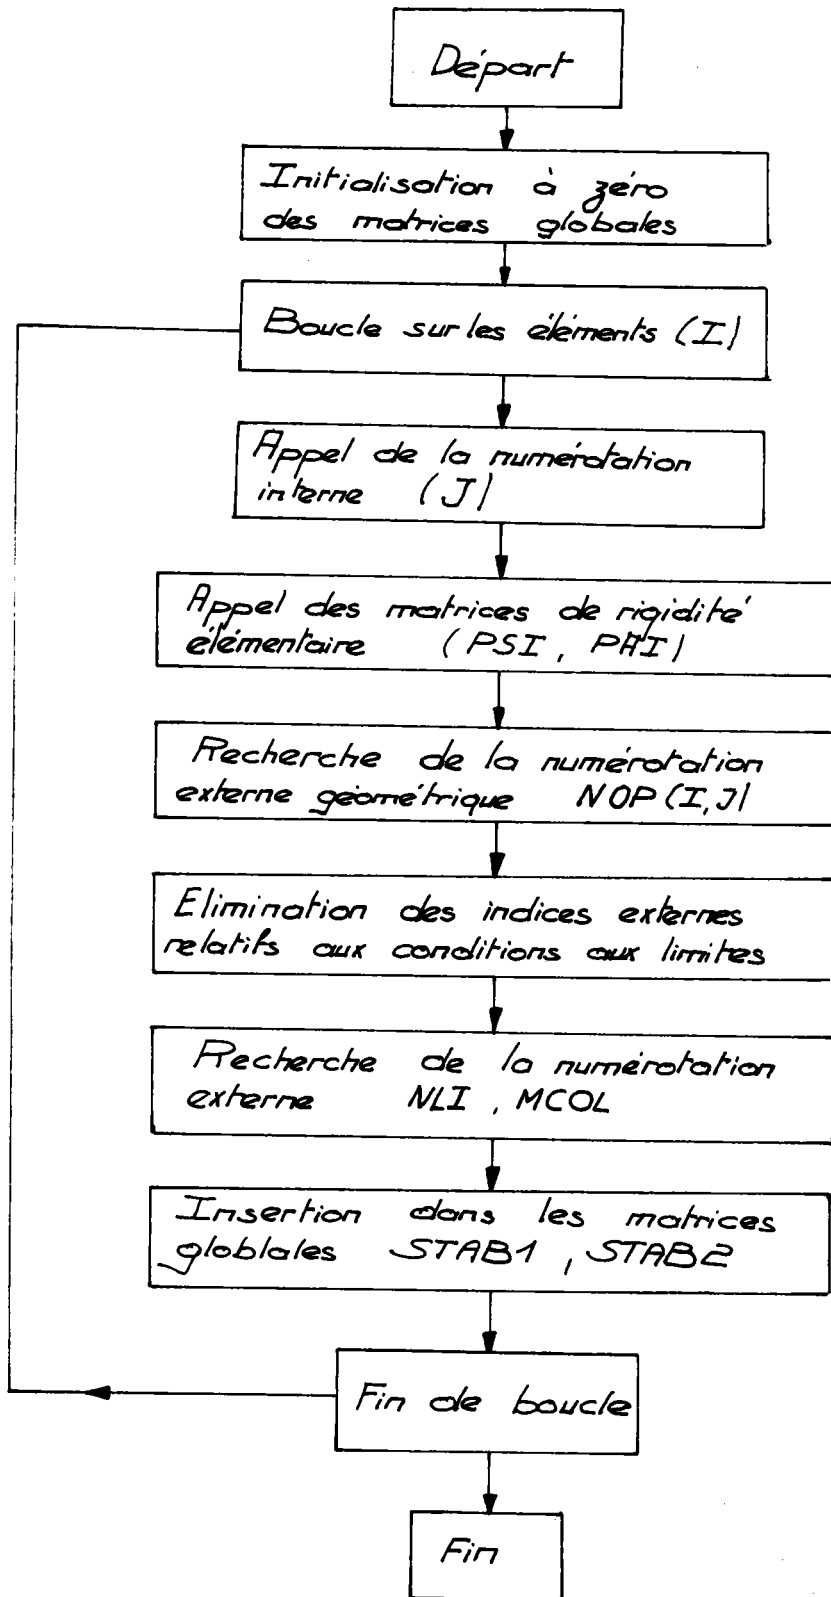 Départ
Initialisation à zéro
des matrices globales
Boucle sur les éléments (I)
Appel de la numérotation
interne (J)
Appel des matrices de rigidité
élémentaire (PSI, PAI)
Recherche de la numérotation
externe géométrique NOP(I,J)
Elimination des indices externes
relatifs aux conditions aux limites
Recherche de la numérotation
externe NLI, MCOL
Insertion dans les matrices
globlales STAB1, STAB2
Fin de boucle
Fin